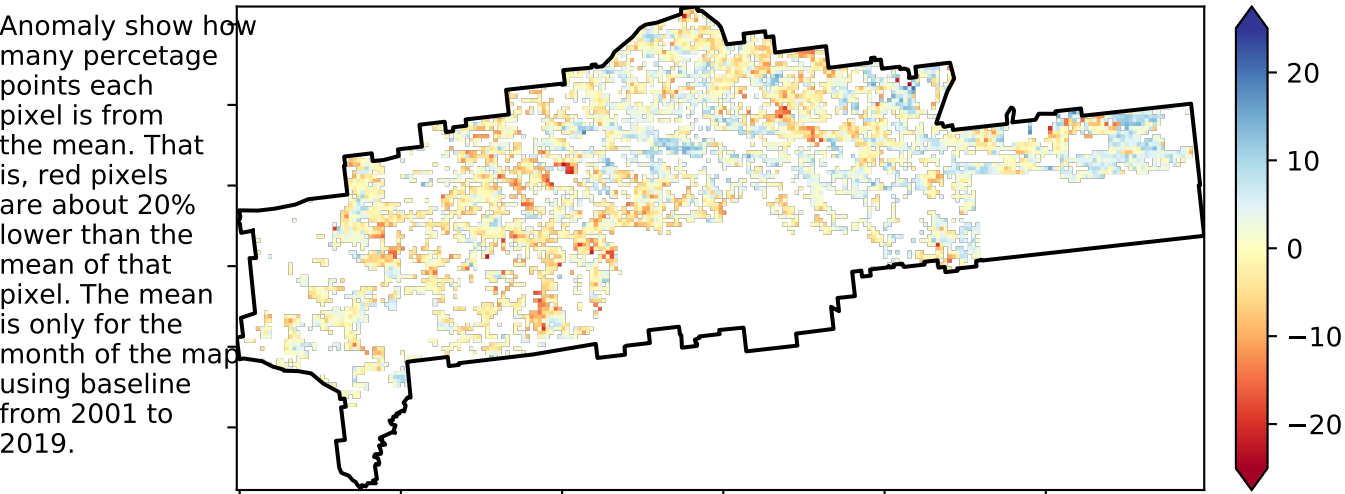 Anomaly show how
many percetage
points each
pixel is from
the mean. That
is, red pixels
are about 20%
lower than the
mean of that
pixel. The mean
is only for the
month of the map
using baseline
from 2001 to
2019.
20
10
0
−10
−20